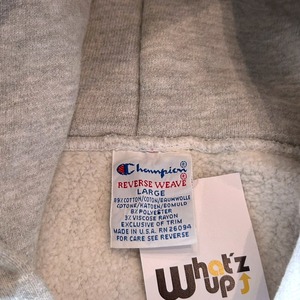 Champion®
REVERSE WEAVE®
LARGE
89% COTTON/COTON/BAUMWOLLE
COTONE/KATOEN/BOMULD
8% POLYESTER
3% VISCOSE RAYON
EXCLUSIVE OF TRIM
MADE IN U.S.A. RN 26094
FOR CARE SEE REVERSE
What'z
up